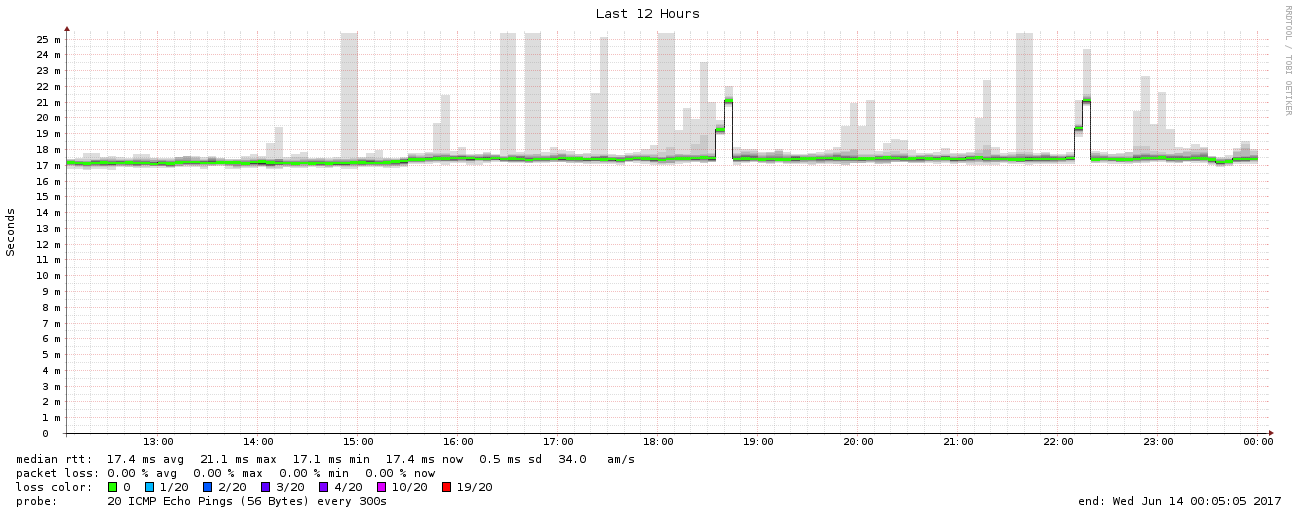 Last 12 Hours
RRDTOOL / TOBI OETIKER
25 m
24 m
23 m
22 m
21 m
20 m
19 m
18 m
17 m
16 m
15 m
14 m
13 m
12 m
11 m
10 m
9 m
8 m
7 m
6 m
5 m
4 m
3 m
2 m
1 m
0
Seconds
13:00 14:00 15:00 16:00 17:00 18:00 19:00 20:00 21:00 22:00 23:00 00:00
median rtt: 17.4 ms avg 21.1 ms max 17.1 ms min 17.4 ms now 0.5 ms sd 34.0 am/s
packet loss: 0.00 % avg 0.00 % max 0.00 % min 0.00 % now
loss color: 0 1/20 2/20 3/20 4/20 10/20 19/20
probe: 20 ICMP Echo Pings (56 Bytes) every 300s end: Wed Jun 14 00:05:05 2017